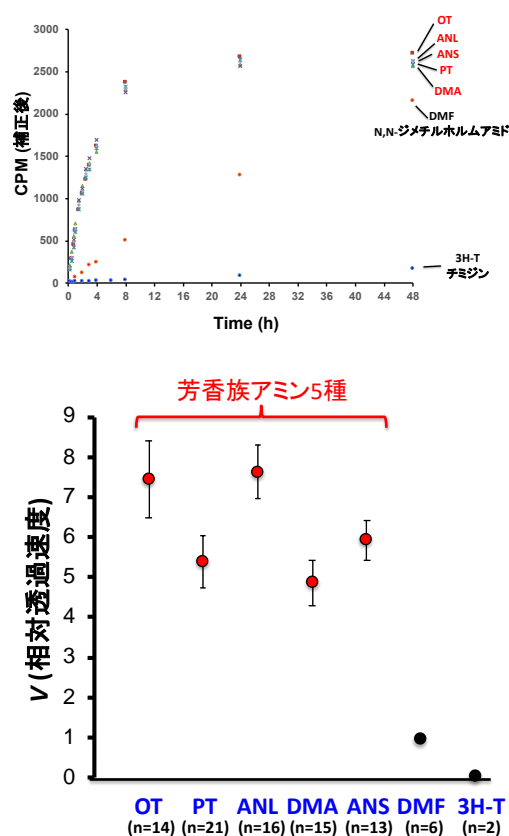 CPM (補正後)
3000
2500
2000
1500
1000
500
0
0 4 8 12 16 20 24 28 32 36 40 44 48
Time (h)
OT
ANL
ANS
PT
DMA
DMF
N,N-ジメチルホルムアミド
3H-T
チミジン
芳香族アミン5種
V(相対透過速度)
9
8
7
6
5
4
3
2
1
0
OT PT ANL DMA ANS DMF 3H-T
(n=14) (n=21) (n=16) (n=15) (n=13) (n=6) (n=2)